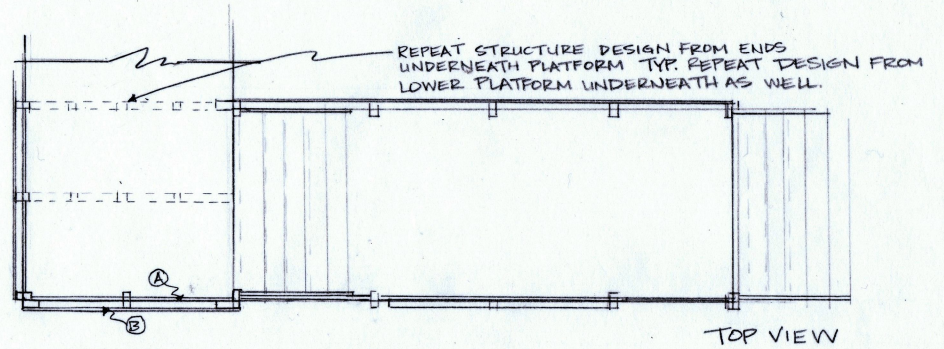 REPEAT STRUCTURE DESIGN FROM ENDS
UNDERNEATH PLATFORM TYP. REPEAT DESIGN FROM
LOWER PLATFORM UNDERNEATH AS WELL.
A
B
TOP VIEW